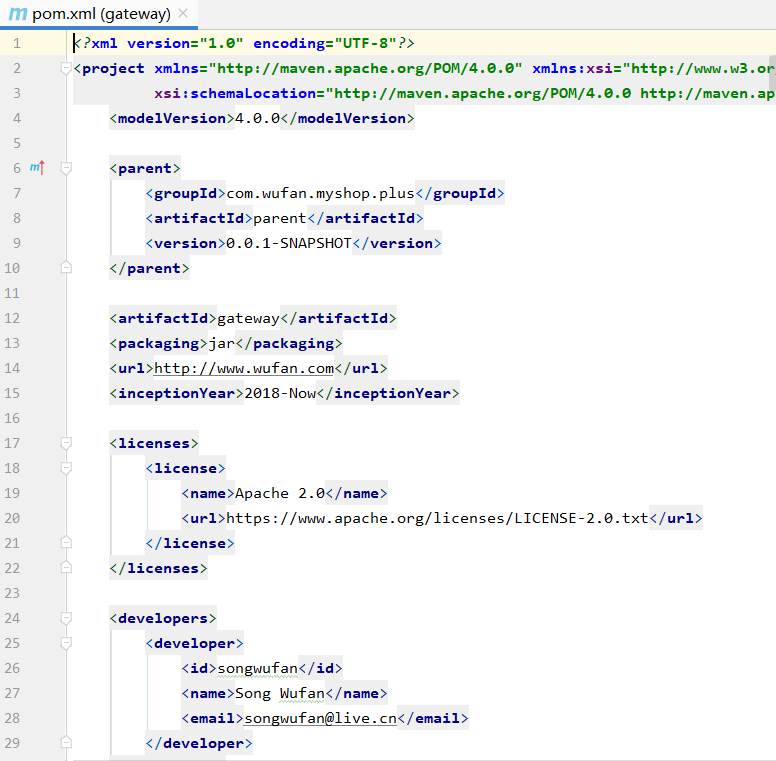 m pom.xml (gateway) ×
1 <?xml version="1.0" encoding="UTF-8"?>
2 <project xmlns="http://maven.apache.org/POM/4.0.0" xmlns:xsi="http://www.w3.or
3 xsi:schemaLocation="http://maven.apache.org/POM/4.0.0 http://maven.ap
4 <modelVersion>4.0.0</modelVersion>
5
6 m <parent>
7 <groupId>com.wufan.myshop.plus</groupId>
8 <artifactId>parent</artifactId>
9 <version>0.0.1-SNAPSHOT</version>
10 </parent>
11
12 <artifactId>gateway</artifactId>
13 <packaging>jar</packaging>
14 <url>http://www.wufan.com</url>
15 <inceptionYear>2018-Now</inceptionYear>
16
17 <licenses>
18 <license>
19 <name>Apache 2.0</name>
20 <url>https://www.apache.org/licenses/LICENSE-2.0.txt</url>
21 </license>
22 </licenses>
23
24 <developers>
25 <developer>
26 <id>songwufan</id>
27 <name>Song Wufan</name>
28 <email>songwufan@live.cn</email>
29 </developer>